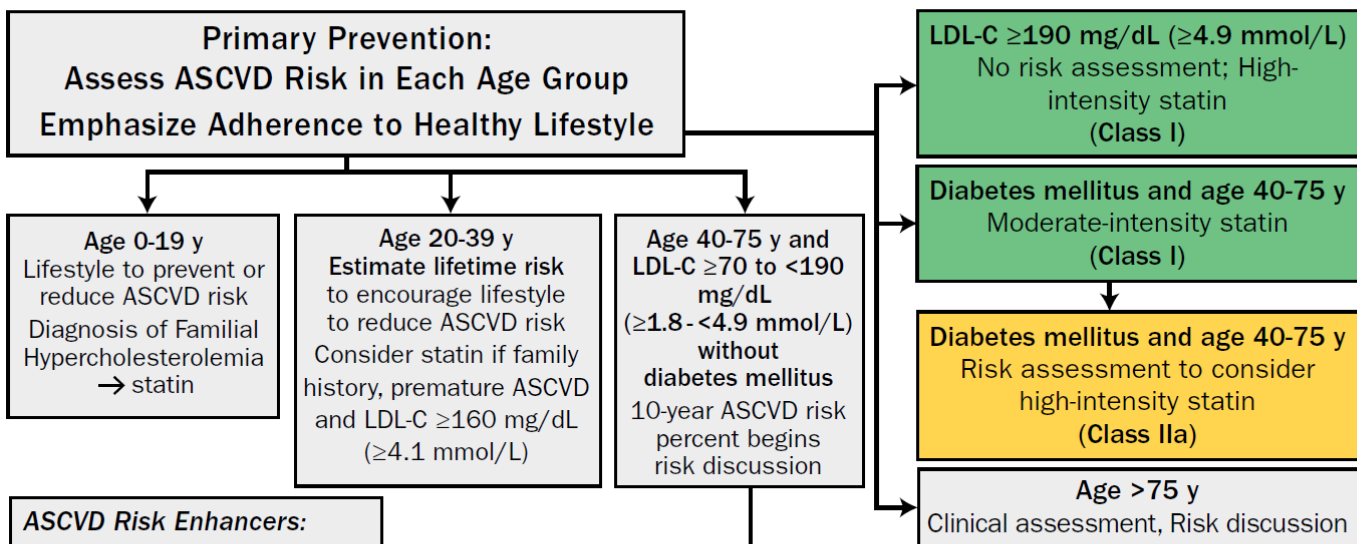 Primary Prevention:
Assess ASCVD Risk in Each Age Group
Emphasize Adherence to Healthy Lifestyle
LDL-C ≥190 mg/dL (≥4.9 mmol/L)
No risk assessment; High-
intensity statin
(Class I)
Diabetes mellitus and age 40-75 y
Moderate-intensity statin
(Class I)
Diabetes mellitus and age 40-75 y
Risk assessment to consider
high-intensity statin
(Class IIa)
Age >75 y
Clinical assessment, Risk discussion
Age 0-19 y
Lifestyle to prevent or
reduce ASCVD risk
Diagnosis of Familial
Hypercholesterolemia
→ statin
Age 20-39 y
Estimate lifetime risk
to encourage lifestyle
to reduce ASCVD risk
Consider statin if family
history, premature ASCVD
and LDL-C ≥160 mg/dL
(≥4.1 mmol/L)
Age 40-75 y and
LDL-C ≥70 to <190
mg/dL
(≥1.8-<4.9 mmol/L)
without
diabetes mellitus
10-year ASCVD risk
percent begins
risk discussion
ASCVD Risk Enhancers: